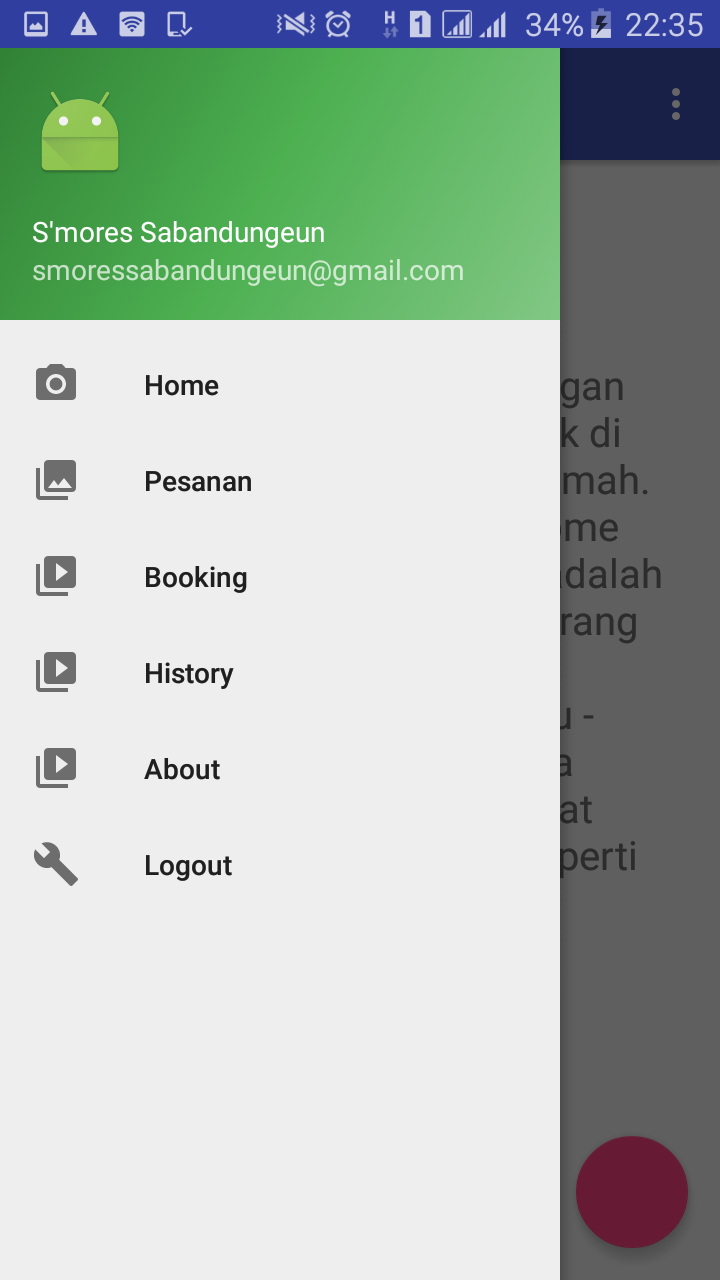 H 1 34% 22:35
S'mores Sabandungeun
smoressabandungeun@gmail.com
Home
Pesanan
Booking
History
About
Logout
gan
k di
mah.
me
dalah
rang
u -
a
at
perti